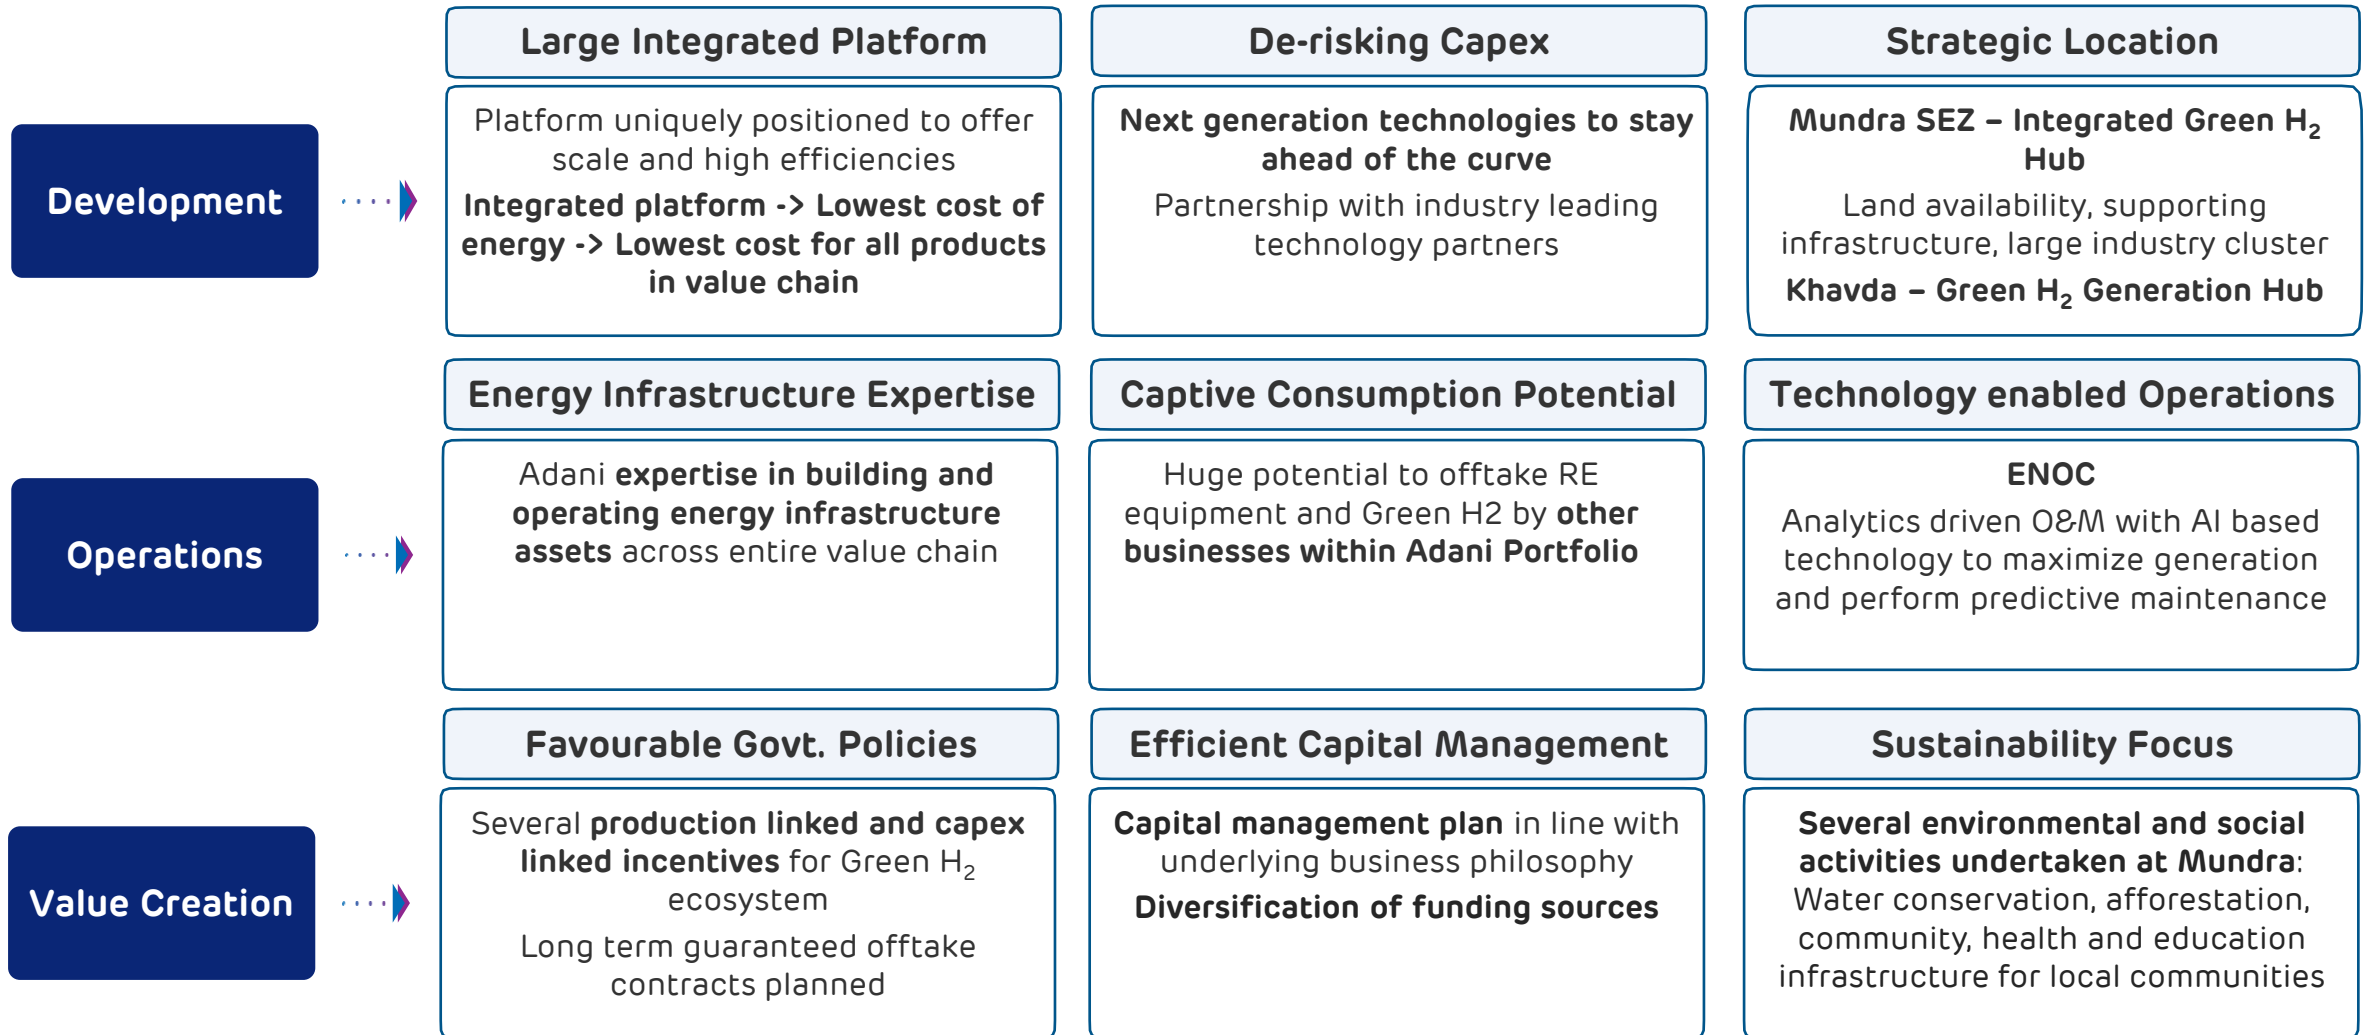 Large Integrated Platform
De-risking Capex
Strategic Location
Development
Platform uniquely positioned to offer
scale and high efficiencies
Integrated platform -> Lowest cost of
energy -> Lowest cost for all products
in value chain
Next generation technologies to stay
ahead of the curve
Partnership with industry leading
technology partners
Mundra SEZ – Integrated Green H₂
Hub
Land availability, supporting
infrastructure, large industry cluster
Khavda – Green H₂ Generation Hub
Energy Infrastructure Expertise
Captive Consumption Potential
Technology enabled Operations
Operations
Adani expertise in building and
operating energy infrastructure
assets across entire value chain
Huge potential to offtake RE
equipment and Green H2 by other
businesses within Adani Portfolio
ENOC
Analytics driven O&M with AI based
technology to maximize generation
and perform predictive maintenance
Favourable Govt. Policies
Efficient Capital Management
Sustainability Focus
Value Creation
Several production linked and capex
linked incentives for Green H₂
ecosystem
Long term guaranteed offtake
contracts planned
Capital management plan in line with
underlying business philosophy
Diversification of funding sources
Several environmental and social
activities undertaken at Mundra:
Water conservation, afforestation,
community, health and education
infrastructure for local communities